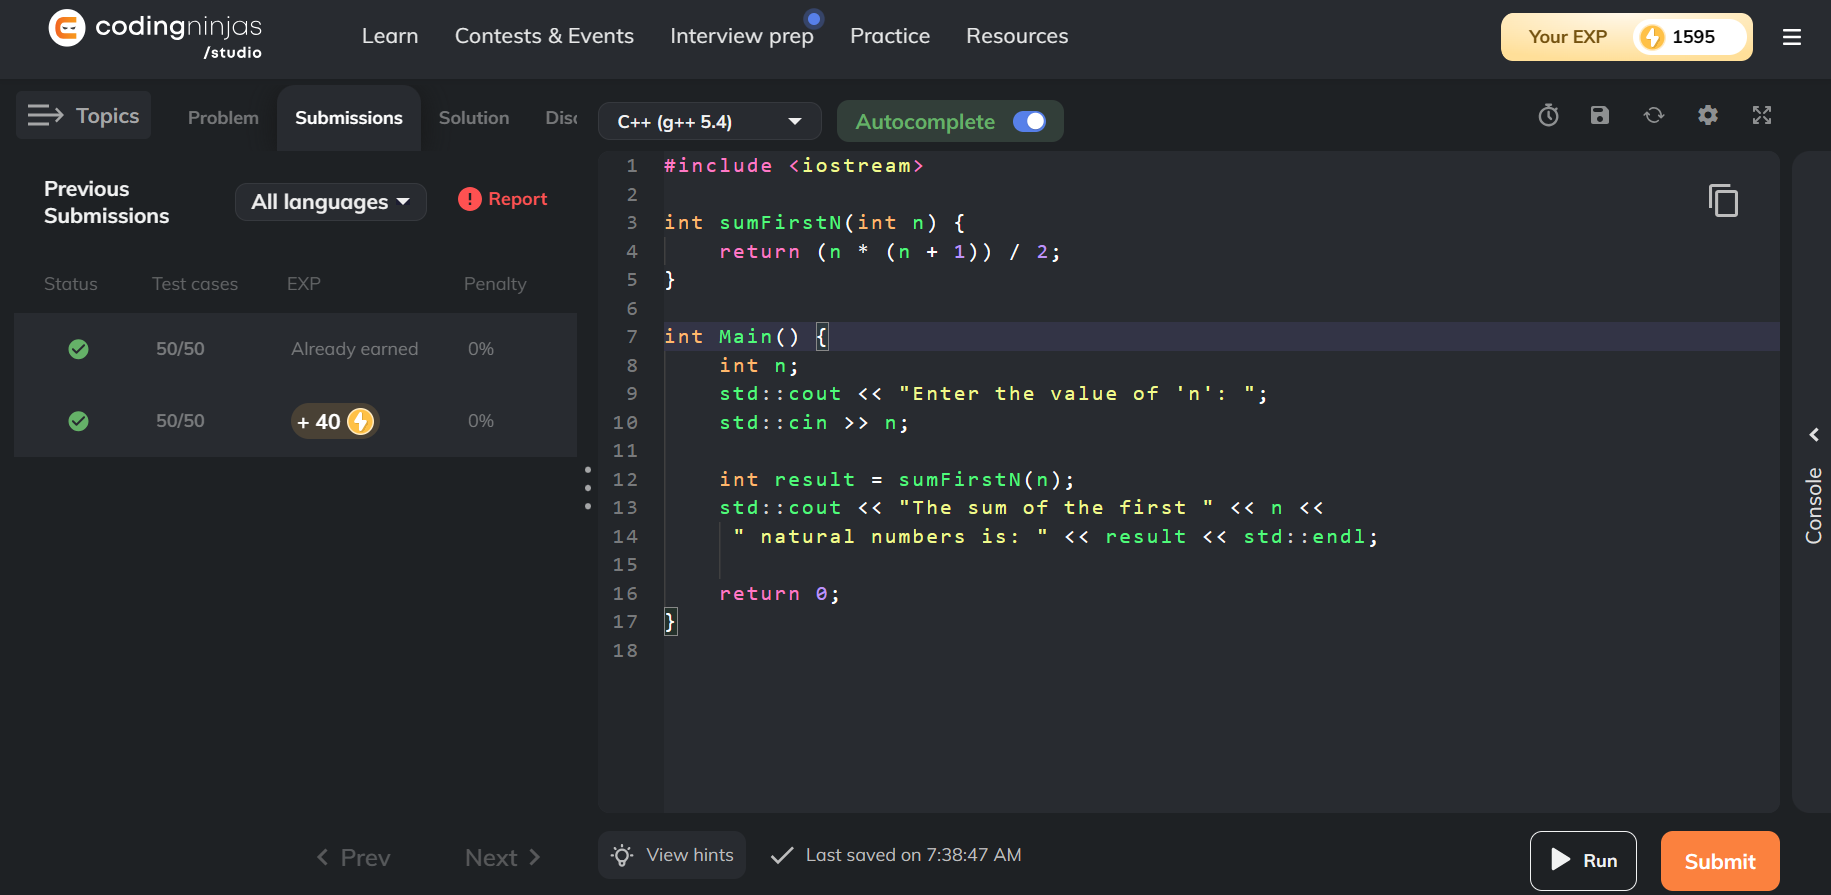 codingninjas
/studio
Learn
Contests & Events
Interview prep
Practice
Resources
Your EXP
1595
Topics
Problem
Submissions
Solution
Disc
C++ (g++ 5.4)
Autocomplete
Previous
Submissions
All languages
! Report
Status
Test cases
EXP
Penalty
50/50
Already earned
0%
50/50
+ 40
0%
Prev
Next
1 #include <iostream>
2
3 int sumFirstN(int n) {
4     return (n * (n + 1)) / 2;
5 }
6
7 int Main() {
8     int n;
9     std::cout << "Enter the value of 'n': ";
10     std::cin >> n;
11
12     int result = sumFirstN(n);
13     std::cout << "The sum of the first " << n <<
14      " natural numbers is: " << result << std::endl;
15
16     return 0;
17 }
18
Console
View hints
Last saved on 7:38:47 AM
Run
Submit